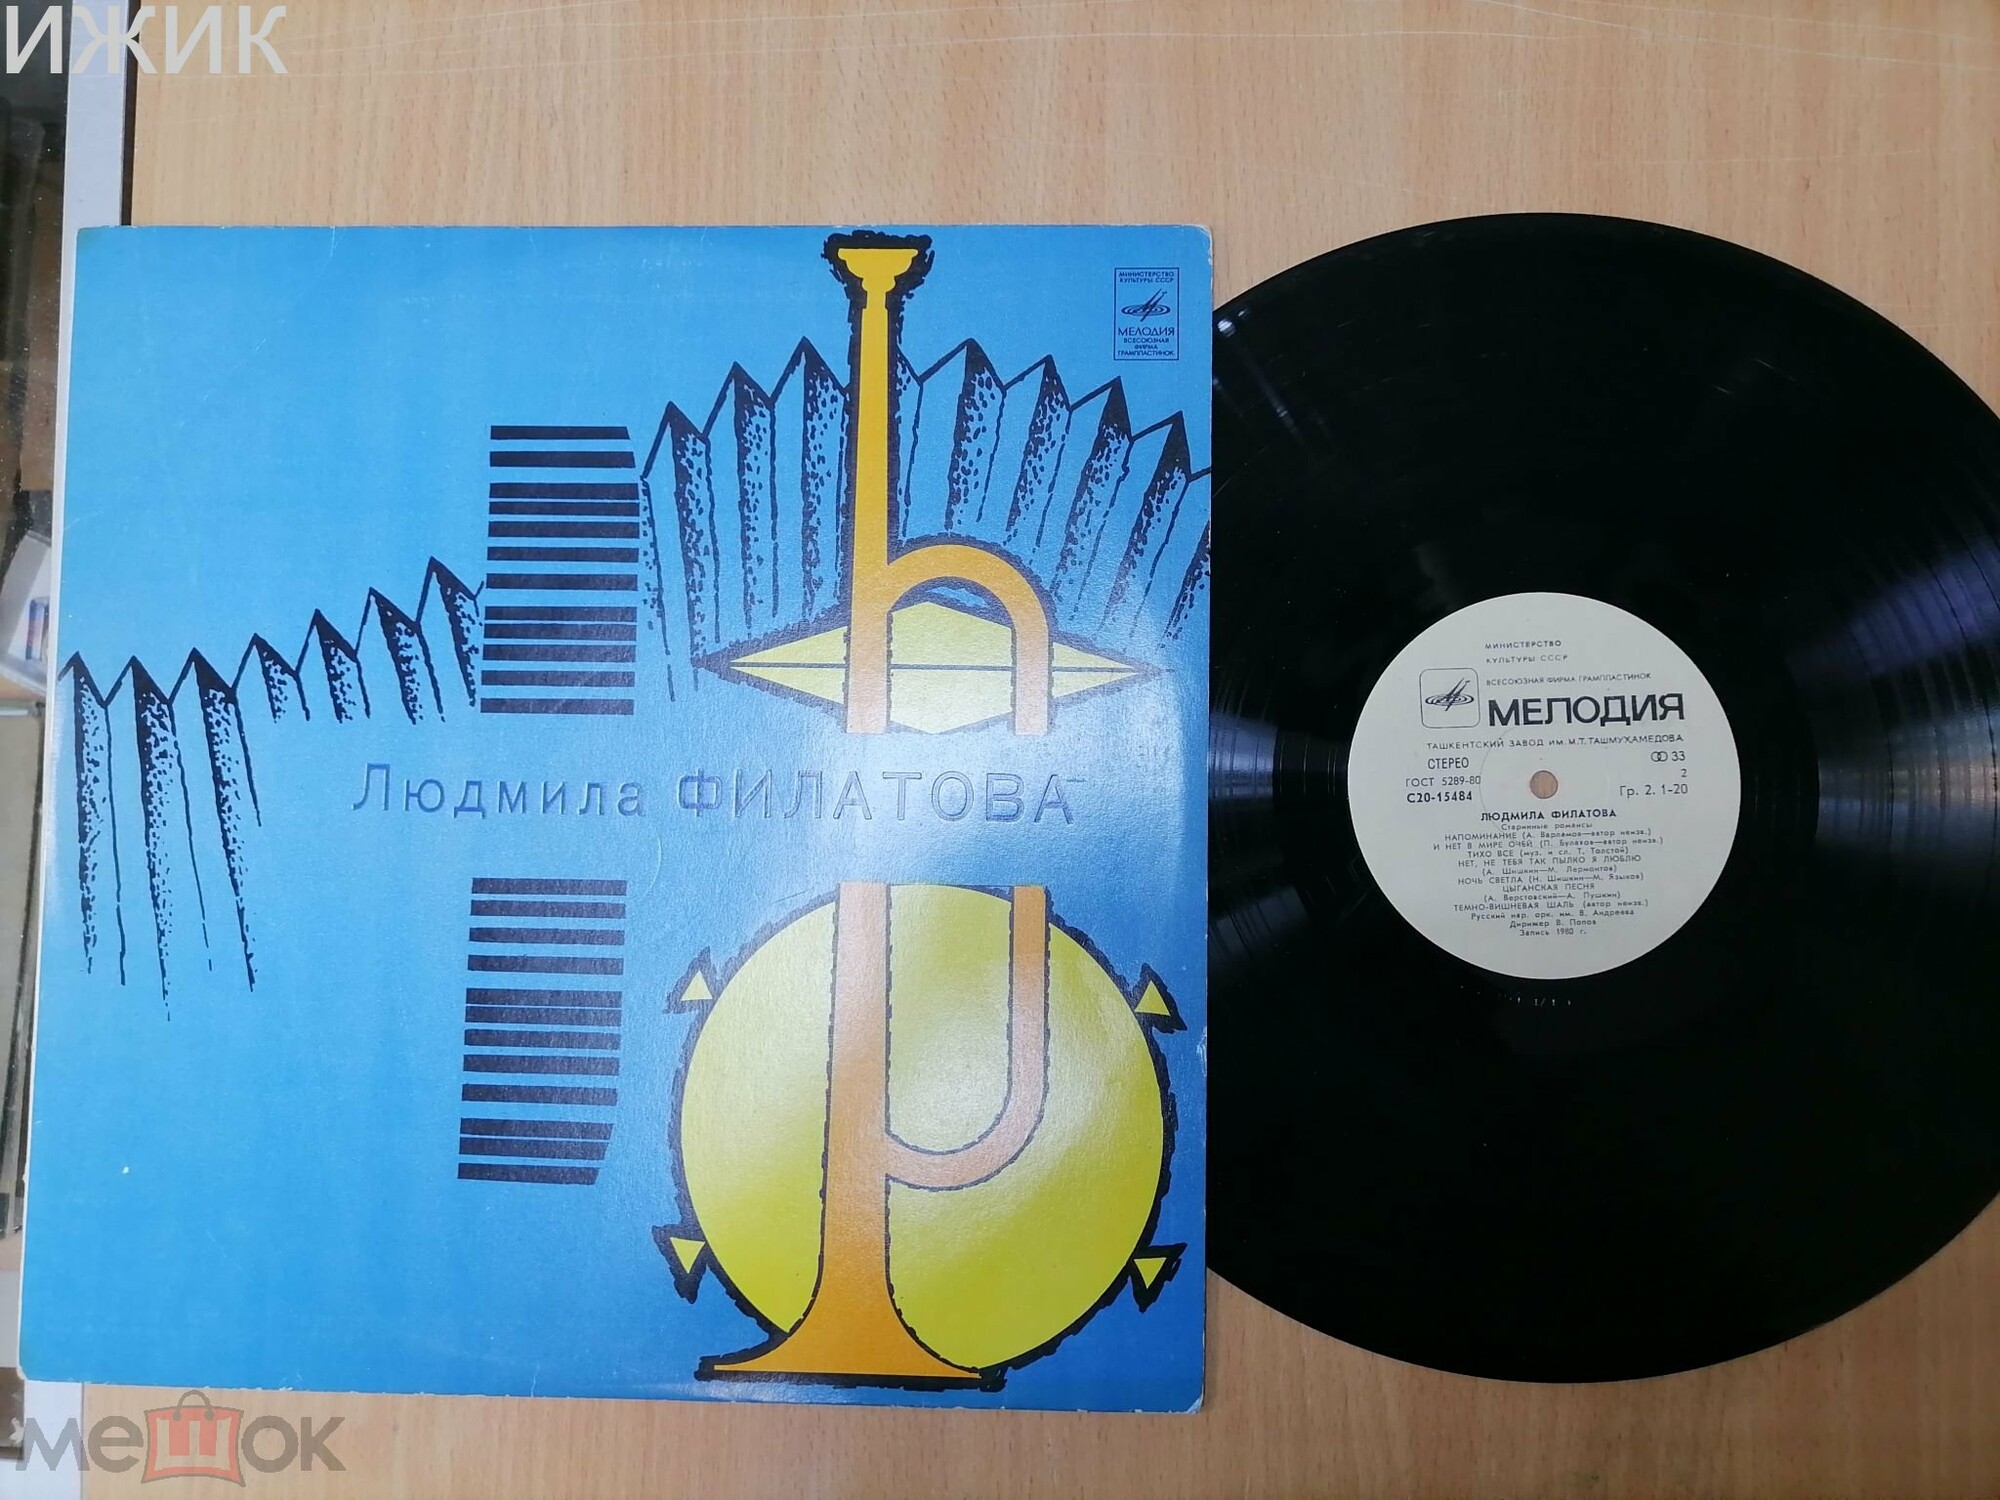 ИЖИК
МИНИСТЕРСТВО
КУЛЬТУРЫ СССР
МЕЛОДИЯ
ВСЕСОЮЗНАЯ
ФИРМА
ГРАМПЛАСТИНОК
Людмила ФИЛАТОВА
МИНИСТЕРСТВО
КУЛЬТУРЫ СССР
ВСЕСОЮЗНАЯ ФИРМА ГРАМПЛАСТИНОК
МЕЛОДИЯ
ТАШКЕНТСКИЙ ЗАВОД ИМ. М.Т. ТАШМУХАМЕДОВА
СТЕРЕО 33
ГОСТ 5289-80 2
С20-15484 Гр. 2. 1-20
ЛЮДМИЛА ФИЛАТОВА
Старинные романсы
НАПОМИНАНИЕ (А. Варламов—автор неизв.)
И НЕТ В МИРЕ ОЧЕЙ (П. Булахов—автор неизв.)
ТИХО ВСЕ (муз. и сл. Т. Толстой)
НЕТ, НЕ ТЕБЯ ТАК ПЫЛКО Я ЛЮБЛЮ
(А. Шишкин—М. Лермонтов)
НОЧЬ СВЕТЛА (Н. Шишкин—М. Языков)
ЦЫГАНСКАЯ ПЕСНЯ
(А. Верстовский—А. Пушкин)
ТЕМНО-ВИШНЕВАЯ ШАЛЬ (автор неизв.)
Русский нар. орк. им. В. Андреева
Дирижер В. Попов
Запись 1980 г.
мешок